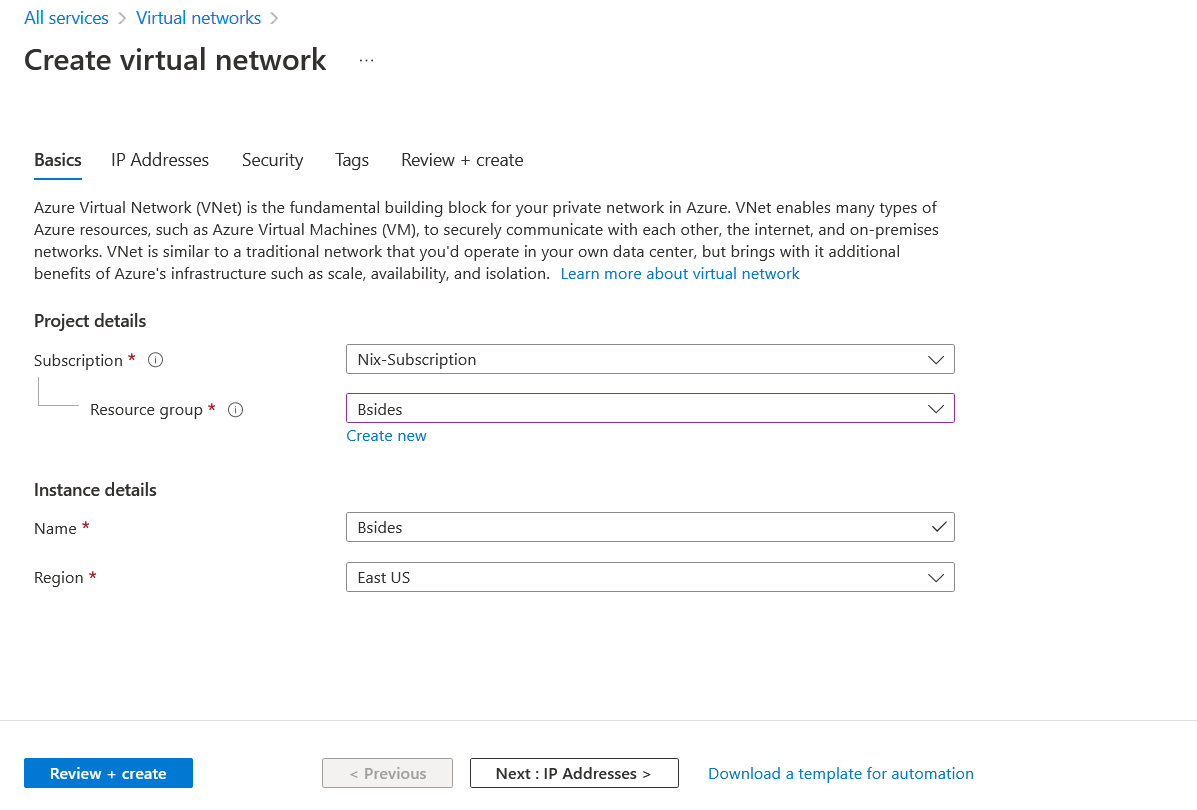 All services > Virtual networks >
Create virtual network ...
Basics IP Addresses Security Tags Review + create
Azure Virtual Network (VNet) is the fundamental building block for your private network in Azure. VNet enables many types of
Azure resources, such as Azure Virtual Machines (VM), to securely communicate with each other, the internet, and on-premises
networks. VNet is similar to a traditional network that you'd operate in your own data center, but brings with it additional
benefits of Azure's infrastructure such as scale, availability, and isolation. Learn more about virtual network
Project details
Subscription * Nix-Subscription
Resource group * Bsides
Create new
Instance details
Name * Bsides
Region * East US
Review + create < Previous Next : IP Addresses > Download a template for automation